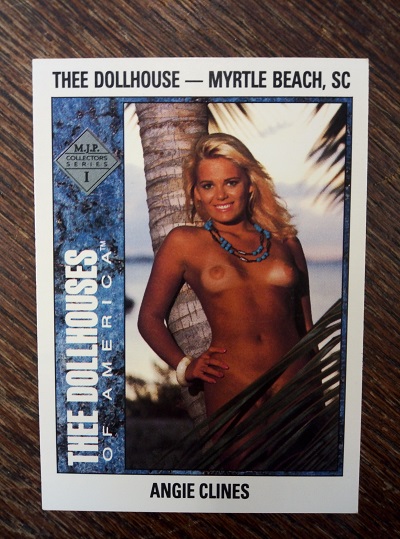 THEE DOLLHOUSE — MYRTLE BEACH, SC
M.J.P.
COLLECTORS
SERIES
I
THEE DOLLHOUSES
OF AMERICA™
ANGIE CLINES